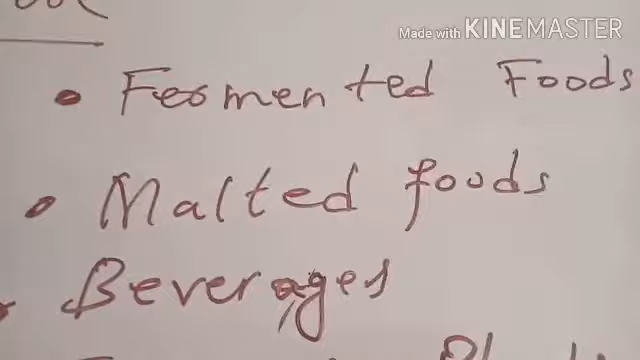 Made with KINEMASTER
• Fermented Foods
• Malted foods
• Beverages